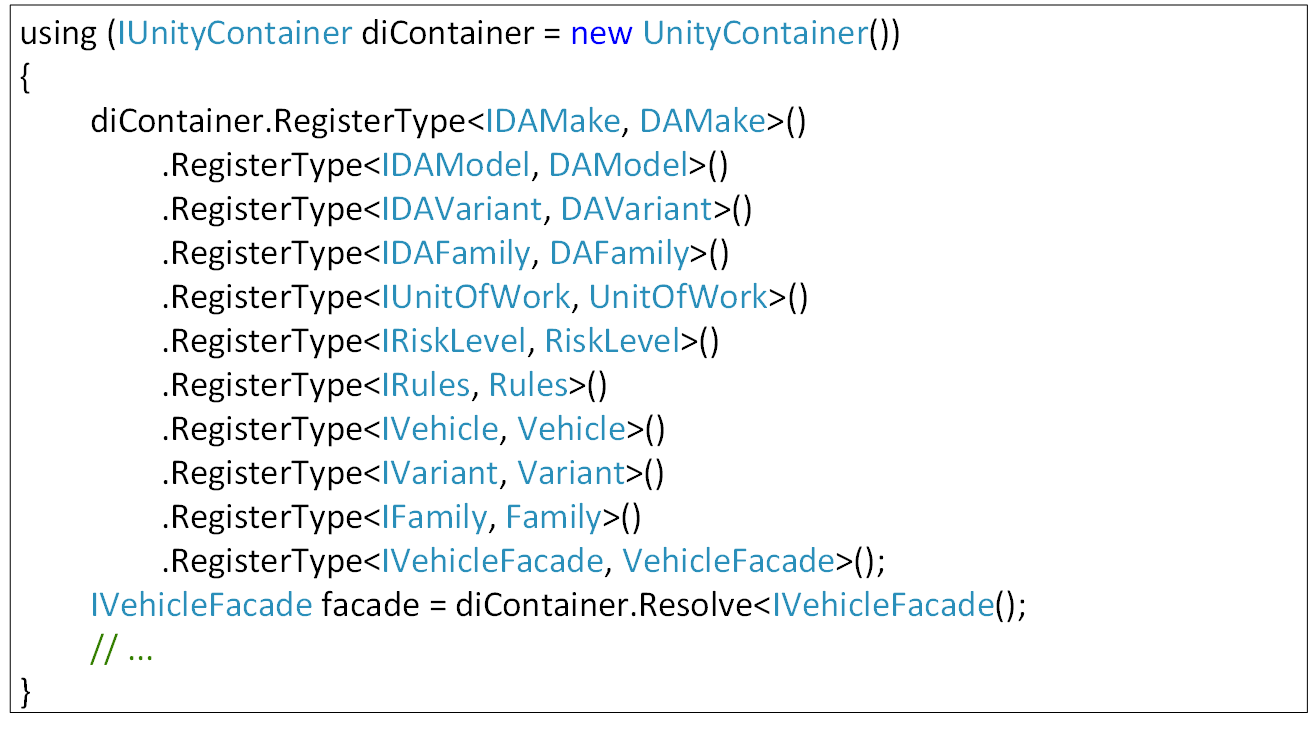 using (IUnityContainer diContainer = new UnityContainer())
{
diContainer.RegisterType<IDAMake, DAMake>()
.RegisterType<IDAModel, DAModel>()
.RegisterType<IDAVariant, DAVariant>()
.RegisterType<IDAFamily, DAFamily>()
.RegisterType<IUnitOfWork, UnitOfWork>()
.RegisterType<IRiskLevel, RiskLevel>()
.RegisterType<IRules, Rules>()
.RegisterType<IVehicle, Vehicle>()
.RegisterType<IVariant, Variant>()
.RegisterType<IFamily, Family>()
.RegisterType<IVehicleFacade, VehicleFacade>();
IVehicleFacade facade = diContainer.Resolve<IVehicleFacade();
// ...
}